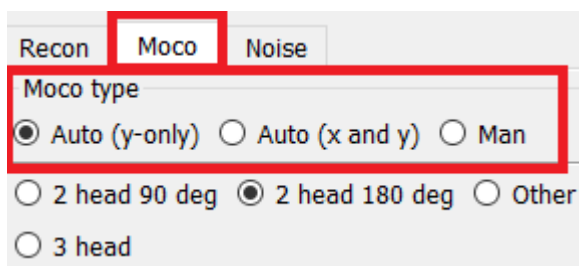 Recon Moco Noise
Moco type
Auto (y-only) Auto (x and y) Man
2 head 90 deg 2 head 180 deg Other
3 head